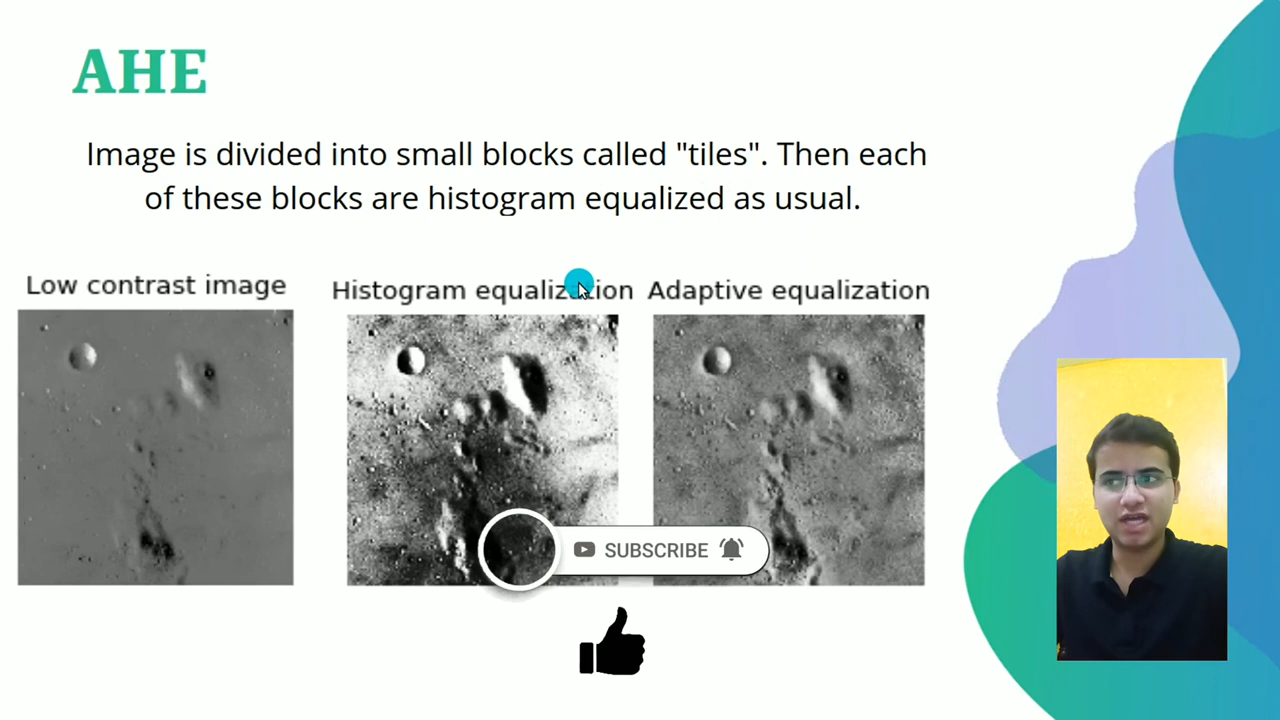 AHE
Image is divided into small blocks called "tiles". Then each
of these blocks are histogram equalized as usual.
Low contrast image
Histogram equalization
Adaptive equalization
SUBSCRIBE